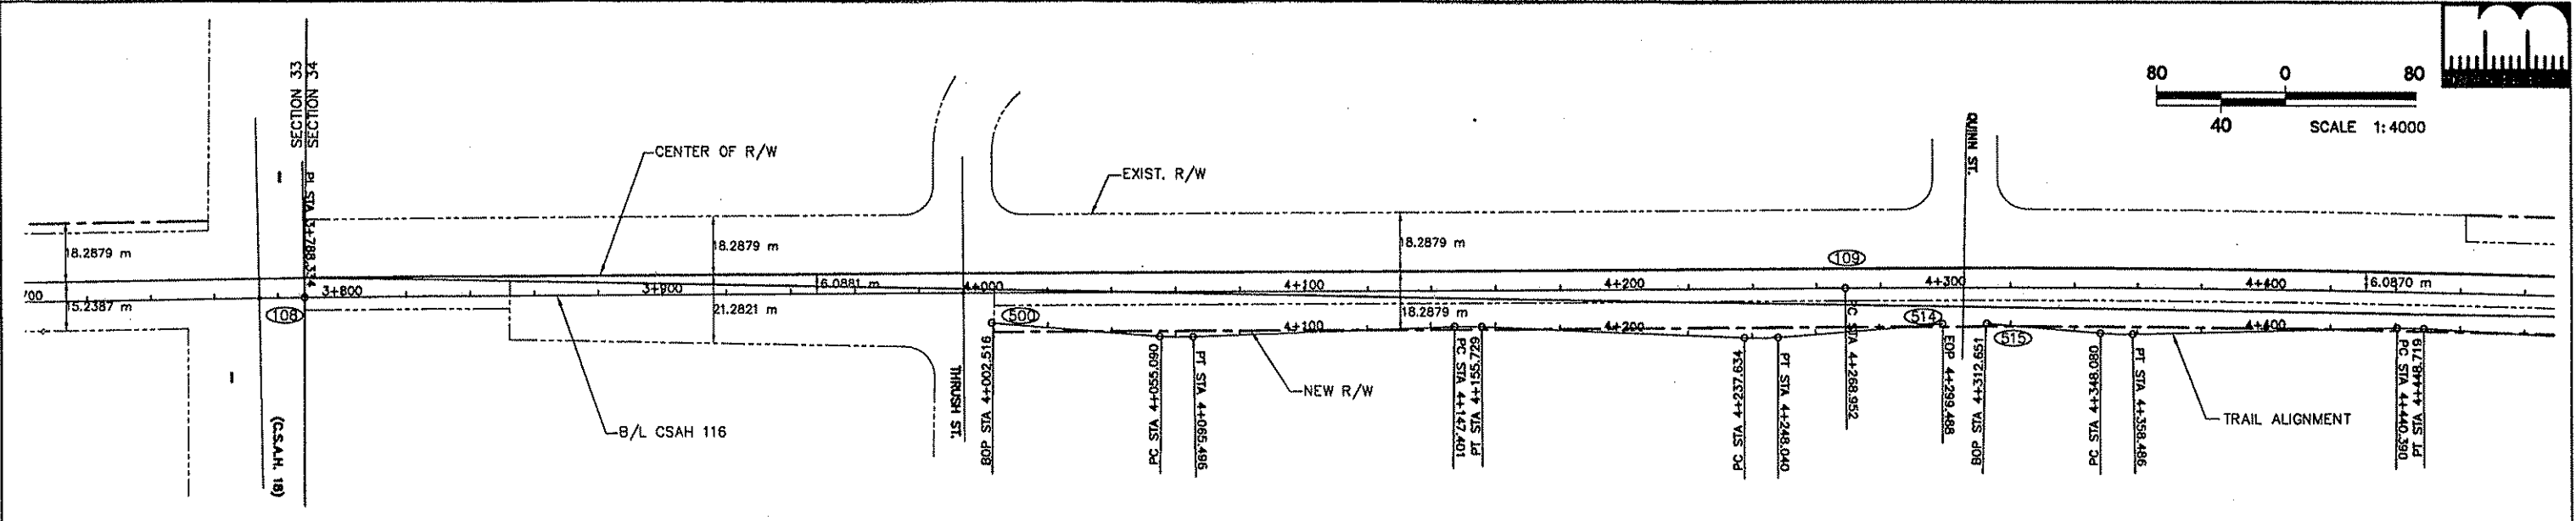 SECTION 33
SECTION 34
PI STA 3+788.334
CENTER OF R/W
EXIST. R/W
QUINN ST.
80 0 80
40
SCALE 1:4000
18.2879 m
18.2879 m
18.2879 m
109
700
3+800
3+900
6.0881 m
4+000
4+100
4+200
4+300
4+400
6.0870 m
15.2387 m
108
21.2821 m
500
18.2879 m
4+100
4+200
514
515
4+400
PC STA 4+268.952
B/L CSAH 116
(C.S.A.H. 18)
THRUSH ST.
BOP STA 4+002.516
PC STA 4+055.090
PT STA 4+065.496
NEW R/W
PC STA 4+147.401
PT STA 4+155.729
PC STA 4+237.634
PT STA 4+248.040
EOP 4+299.488
BOP STA 4+312.651
PC STA 4+348.080
PT STA 4+358.486
TRAIL ALIGNMENT
PC STA 4+440.390
PT STA 4+448.719